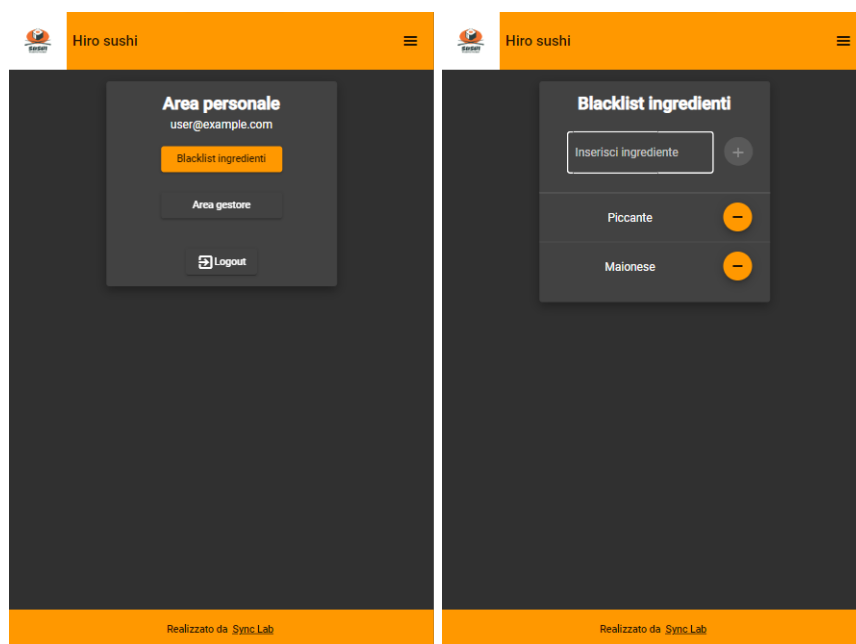 Hiro sushi
Area personale
user@example.com
Blacklist ingredienti
Area gestore
Logout
Realizzato da Sync Lab
Hiro sushi
Blacklist ingredienti
Inserisci ingrediente
Piccante
Maionese
Realizzato da Sync Lab